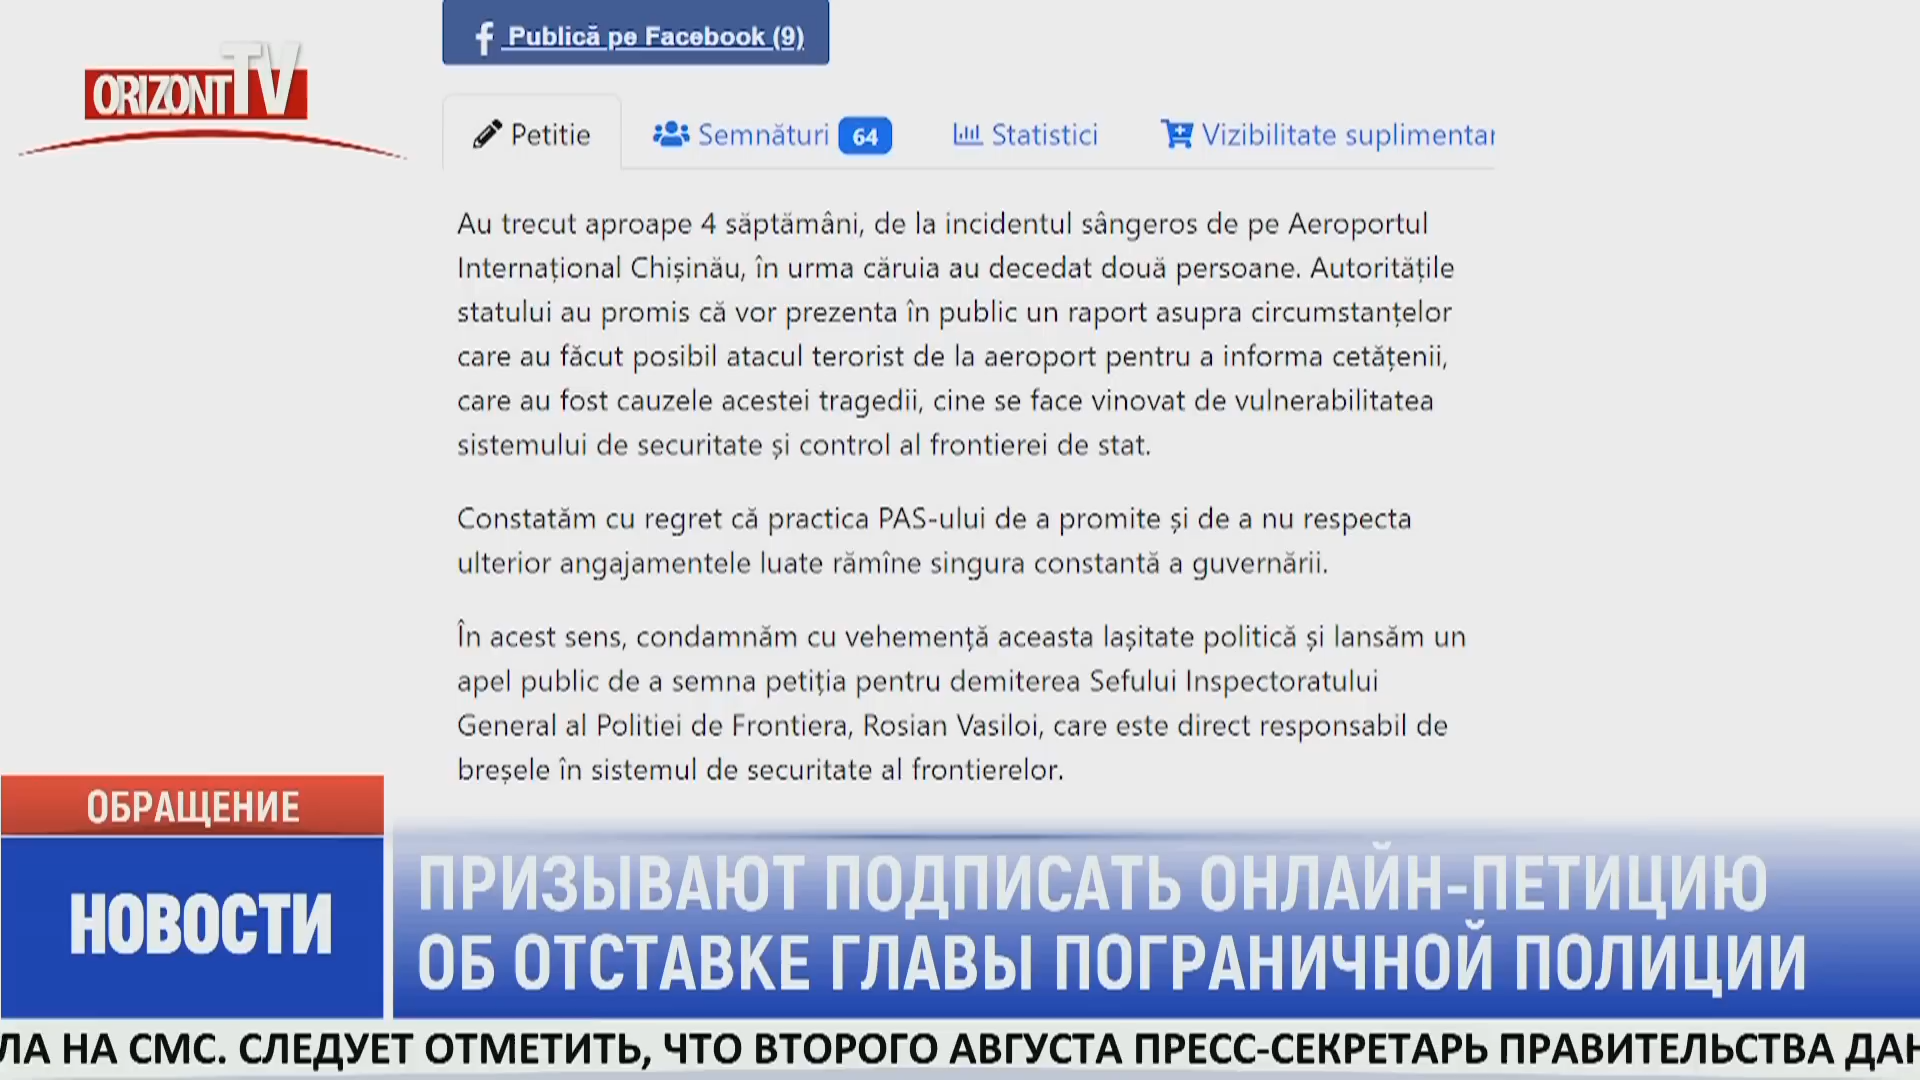 ORIZONTTV
Publică pe Facebook (9)
Petitie
Semnături 64
Statistici
Vizibilitate suplimentar
Au trecut aproape 4 săptămâni, de la incidentul sângeros de pe Aeroportul
Internațional Chișinău, în urma căruia au decedat două persoane. Autoritățile
statului au promis că vor prezenta în public un raport asupra circumstanțelor
care au făcut posibil atacul terorist de la aeroport pentru a informa cetățenii,
care au fost cauzele acestei tragedii, cine se face vinovat de vulnerabilitatea
sistemului de securitate și control al frontierei de stat.
Constatăm cu regret că practica PAS-ului de a promite și de a nu respecta
ulterior angajamentele luate rămîne singura constantă a guvernării.
În acest sens, condamnăm cu vehemență aceasta lașitate politică și lansăm un
apel public de a semna petiția pentru demiterea Sefului Inspectoratului
General al Politiei de Frontiera, Rosian Vasiloi, care este direct responsabil de
breșele în sistemul de securitate al frontierelor.
ОБРАЩЕНИЕ
НОВОСТИ
ПРИЗЫВАЮТ ПОДПИСАТЬ ОНЛАЙН-ПЕТИЦИЮ
ОБ ОТСТАВКЕ ГЛАВЫ ПОГРАНИЧНОЙ ПОЛИЦИИ
ЛА НА СМС. СЛЕДУЕТ ОТМЕТИТЬ, ЧТО ВТОРОГО АВГУСТА ПРЕСС-СЕКРЕТАРЬ ПРАВИТЕЛЬСТВА ДАН